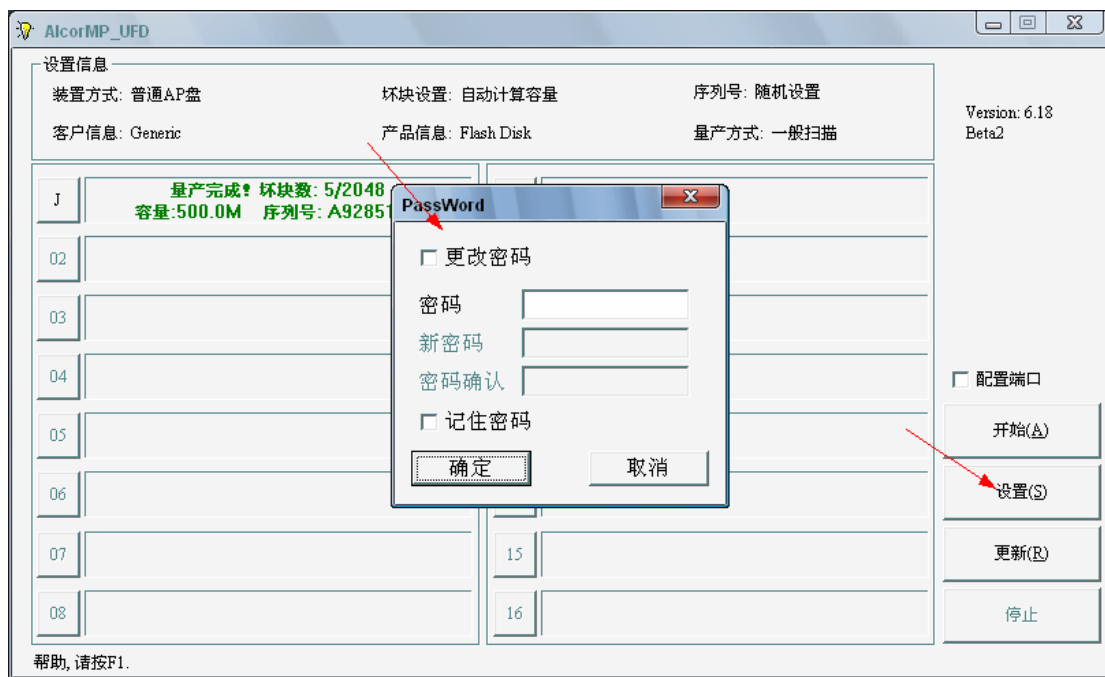 AlcorMP_UFD
设置信息
装置方式: 普通AP盘
坏块设置: 自动计算容量
序列号: 随机设置
客户信息: Generic
产品信息: Flash Disk
量产方式: 一般扫描
Version: 6.18
Beta2
J
量产完成! 坏块数: 5/2048
容量:500.0M 序列号: A92851
02
03
04
05
06
07
08
15
16
PassWord
更改密码
密码
新密码
密码确认
记住密码
确定
取消
配置端口
开始(A)
设置(S)
更新(R)
停止
帮助, 请按F1.